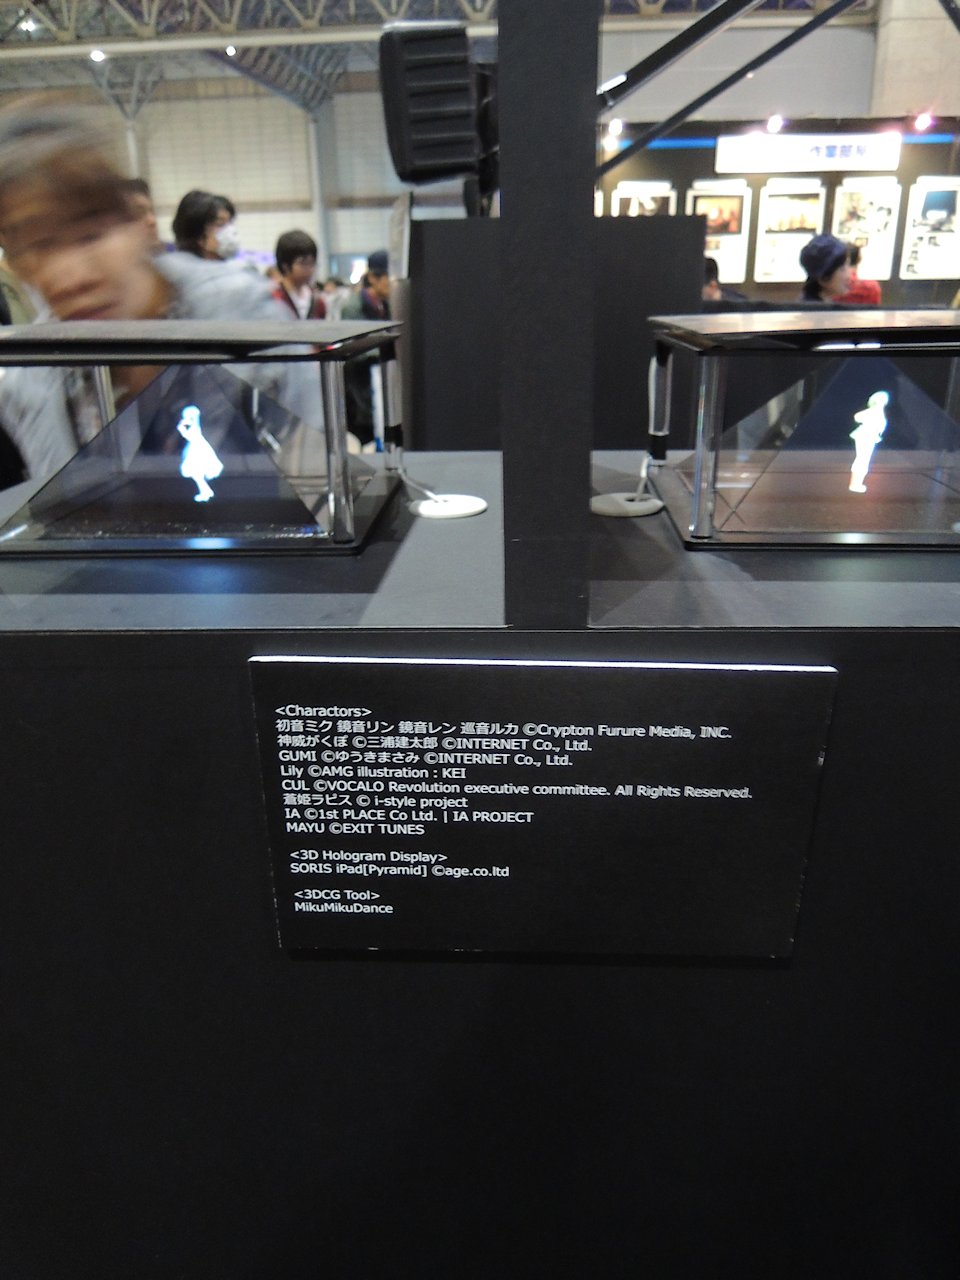 作業部屋
<Charactors>
初音ミク 鏡音リン 鏡音レン 巡音ルカ ©Crypton Furure Media, INC.
神威がくぽ ©三浦建太郎 ©INTERNET Co., Ltd.
GUMI ©ゆうきまさみ ©INTERNET Co., Ltd.
Lily ©AMG illustration : KEI
CUL ©VOCALO Revolution executive committee. All Rights Reserved.
蒼姫ラピス © i-style project
IA ©1st PLACE Co Ltd. | IA PROJECT
MAYU ©EXIT TUNES
<3D Hologram Display>
SORIS iPad[Pyramid] ©age.co.ltd
<3DCG Tool>
MikuMikuDance